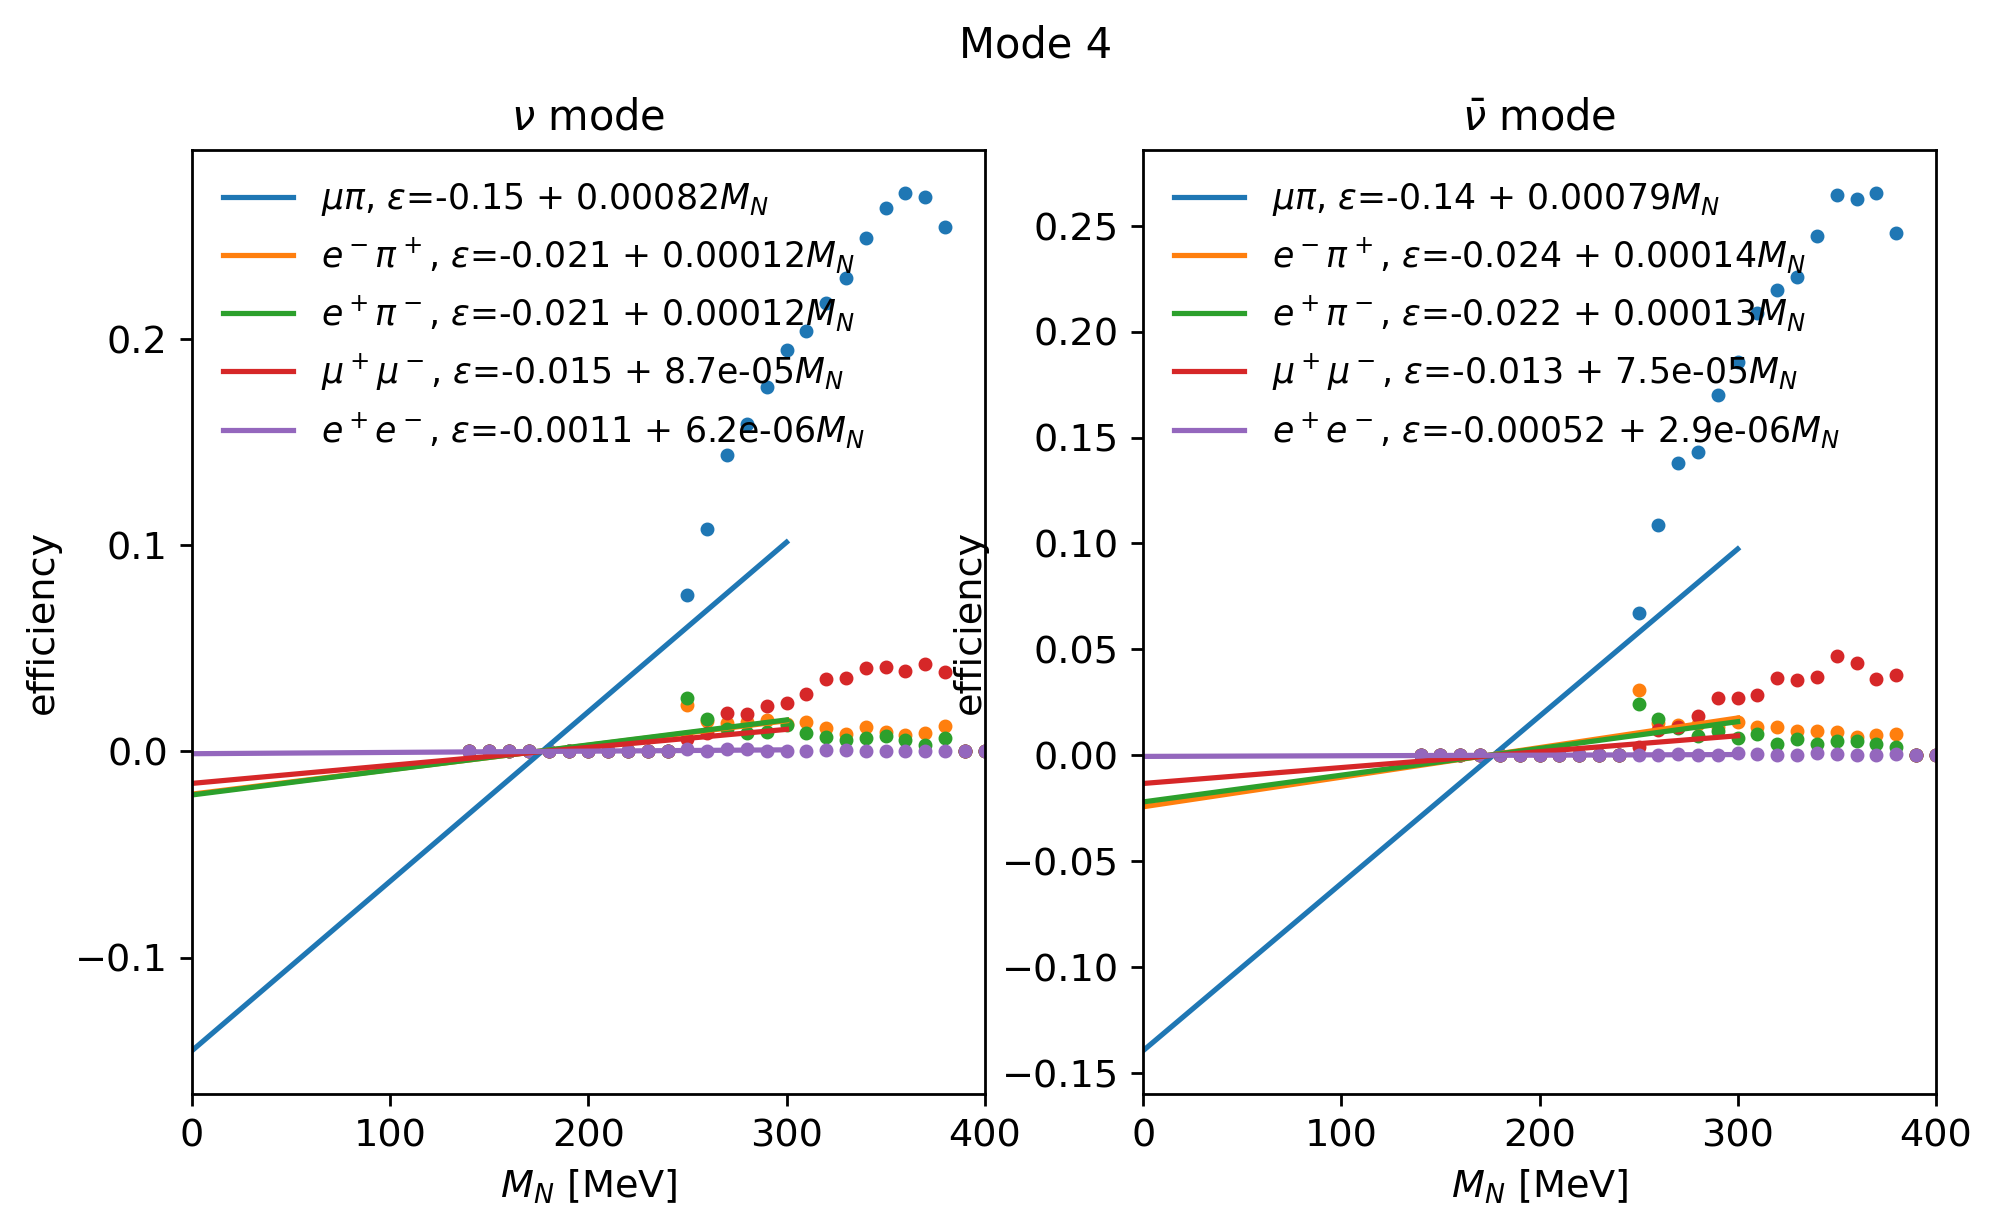 Mode 4
ν mode
μπ, ε=-0.15 + 0.00082M_N
e⁻π⁺, ε=-0.021 + 0.00012M_N
e⁺π⁻, ε=-0.021 + 0.00012M_N
μ⁺μ⁻, ε=-0.015 + 8.7e-05M_N
e⁺e⁻, ε=-0.0011 + 6.2e-06M_N
efficiency
0.2
0.1
0.0
−0.1
0 100 200 300 400
M_N [MeV]
ν̄ mode
μπ, ε=-0.14 + 0.00079M_N
e⁻π⁺, ε=-0.024 + 0.00014M_N
e⁺π⁻, ε=-0.022 + 0.00013M_N
μ⁺μ⁻, ε=-0.013 + 7.5e-05M_N
e⁺e⁻, ε=-0.00052 + 2.9e-06M_N
efficiency
0.25
0.20
0.15
0.10
0.05
0.00
−0.05
−0.10
−0.15
0 100 200 300 400
M_N [MeV]